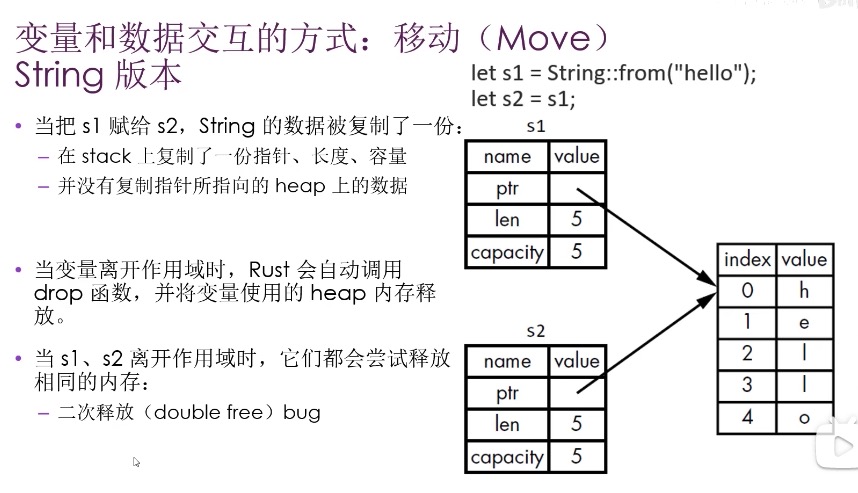 变量和数据交互的方式：移动（Move）
String 版本
let s1 = String::from("hello");
let s2 = s1;
• 当把 s1 赋给 s2，String 的数据被复制了一份：
– 在 stack 上复制了一份指针、长度、容量
– 并没有复制指针所指向的 heap 上的数据
• 当变量离开作用域时，Rust 会自动调用
drop 函数，并将变量使用的 heap 内存释
放。
• 当 s1、s2 离开作用域时，它们都会尝试释放
相同的内存：
– 二次释放（double free）bug
s1
name value
ptr
len 5
capacity 5
s2
name value
ptr
len 5
capacity 5
index value
0 h
1 e
2 l
3 l
4 o